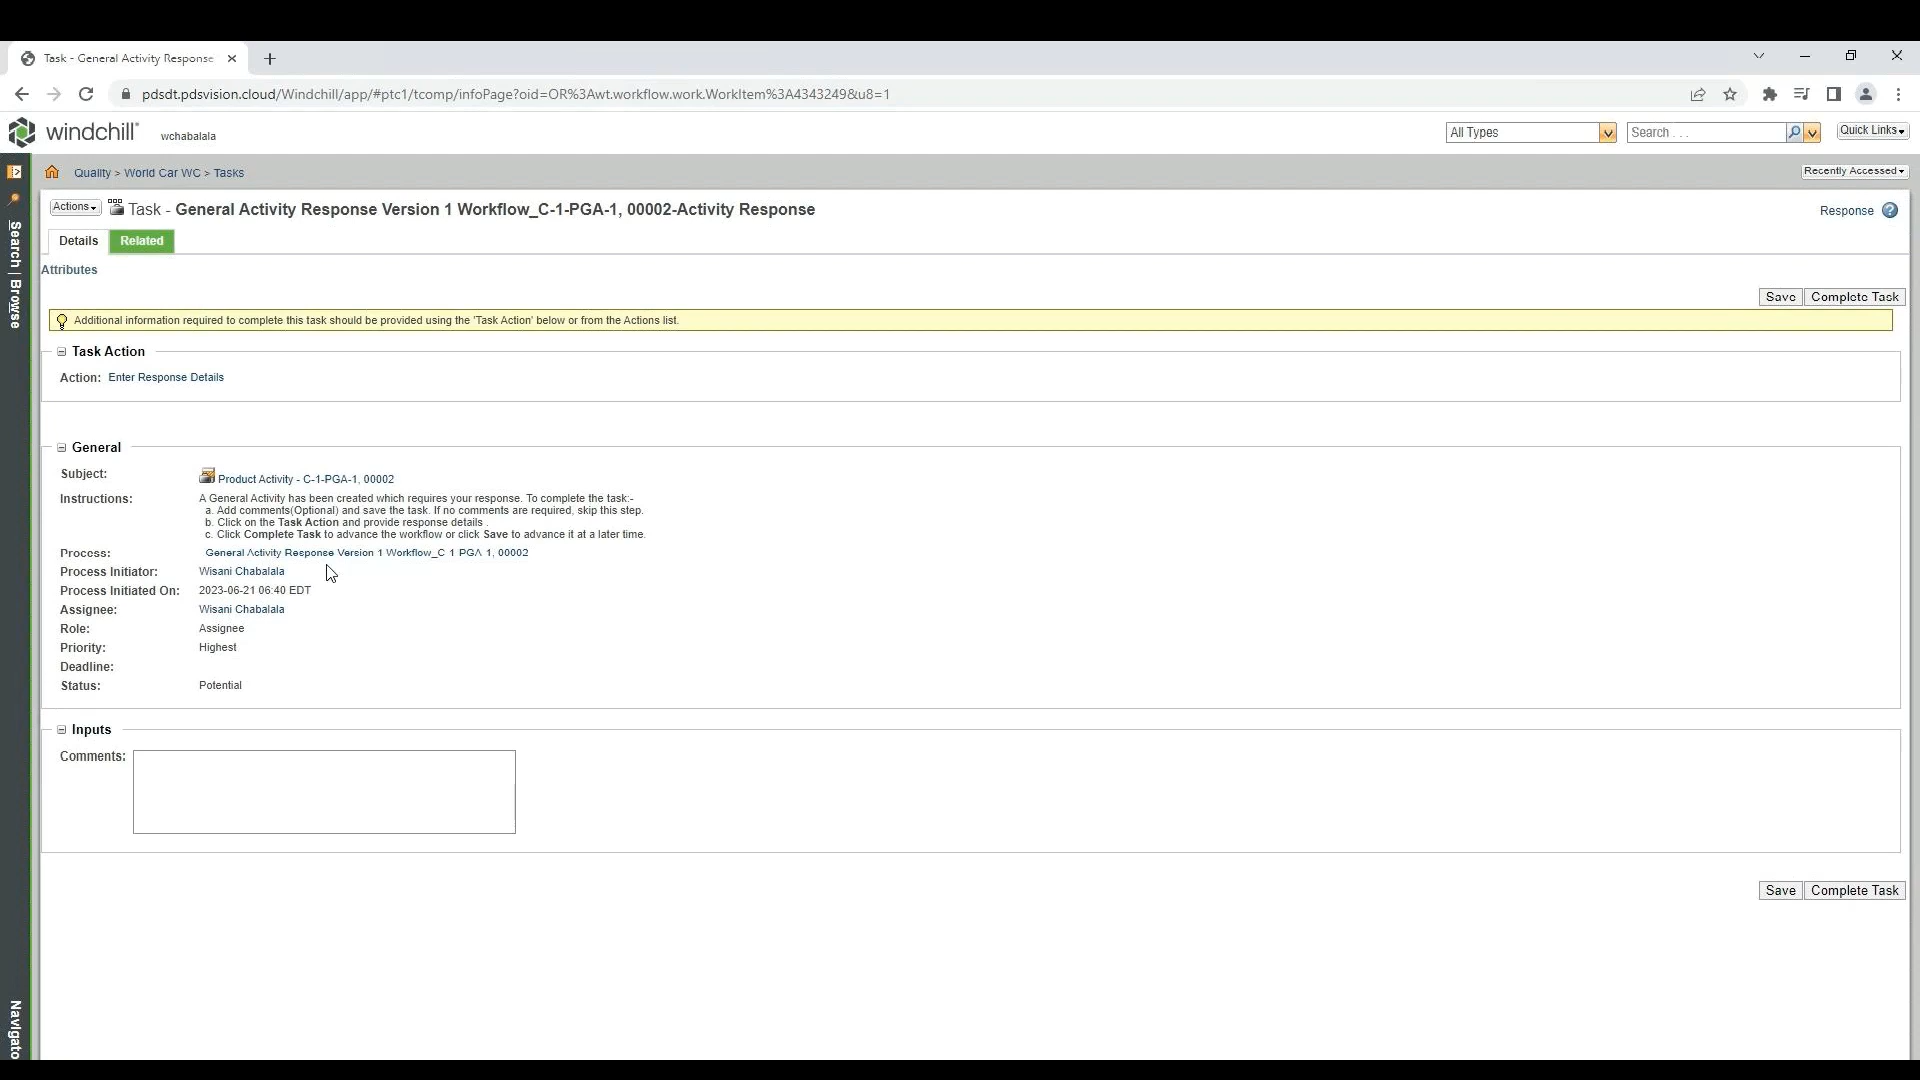 Task - General Activity Response
pdsdt.pdsvision.cloud/Windchill/app/#ptc1/tcomp/infoPage?oid=OR%3Awt.workflow.work.WorkItem%3A4343249&u8=1
windchill
wchabalala
All Types
Search . . .
Quick Links
Quality > World Car WC > Tasks
Recently Accessed
Actions
Task - General Activity Response Version 1 Workflow_C-1-PGA-1, 00002-Activity Response
Response
Details
Related
Attributes
Save
Complete Task
Additional information required to complete this task should be provided using the 'Task Action' below or from the Actions list.
Task Action
Action: Enter Response Details
General
Subject: Product Activity - C-1-PGA-1, 00002
Instructions: A General Activity has been created which requires your response. To complete the task:-
a. Add comments(Optional) and save the task. If no comments are required, skip this step.
b. Click on the Task Action and provide response details .
c. Click Complete Task to advance the workflow or click Save to advance it at a later time.
Process: General Activity Response Version 1 Workflow_C-1-PGA-1, 00002
Process Initiator: Wisani Chabalala
Process Initiated On: 2023-06-21 06:40 EDT
Assignee: Wisani Chabalala
Role: Assignee
Priority: Highest
Deadline:
Status: Potential
Inputs
Comments:
Save
Complete Task
Search | Browse
Navigato